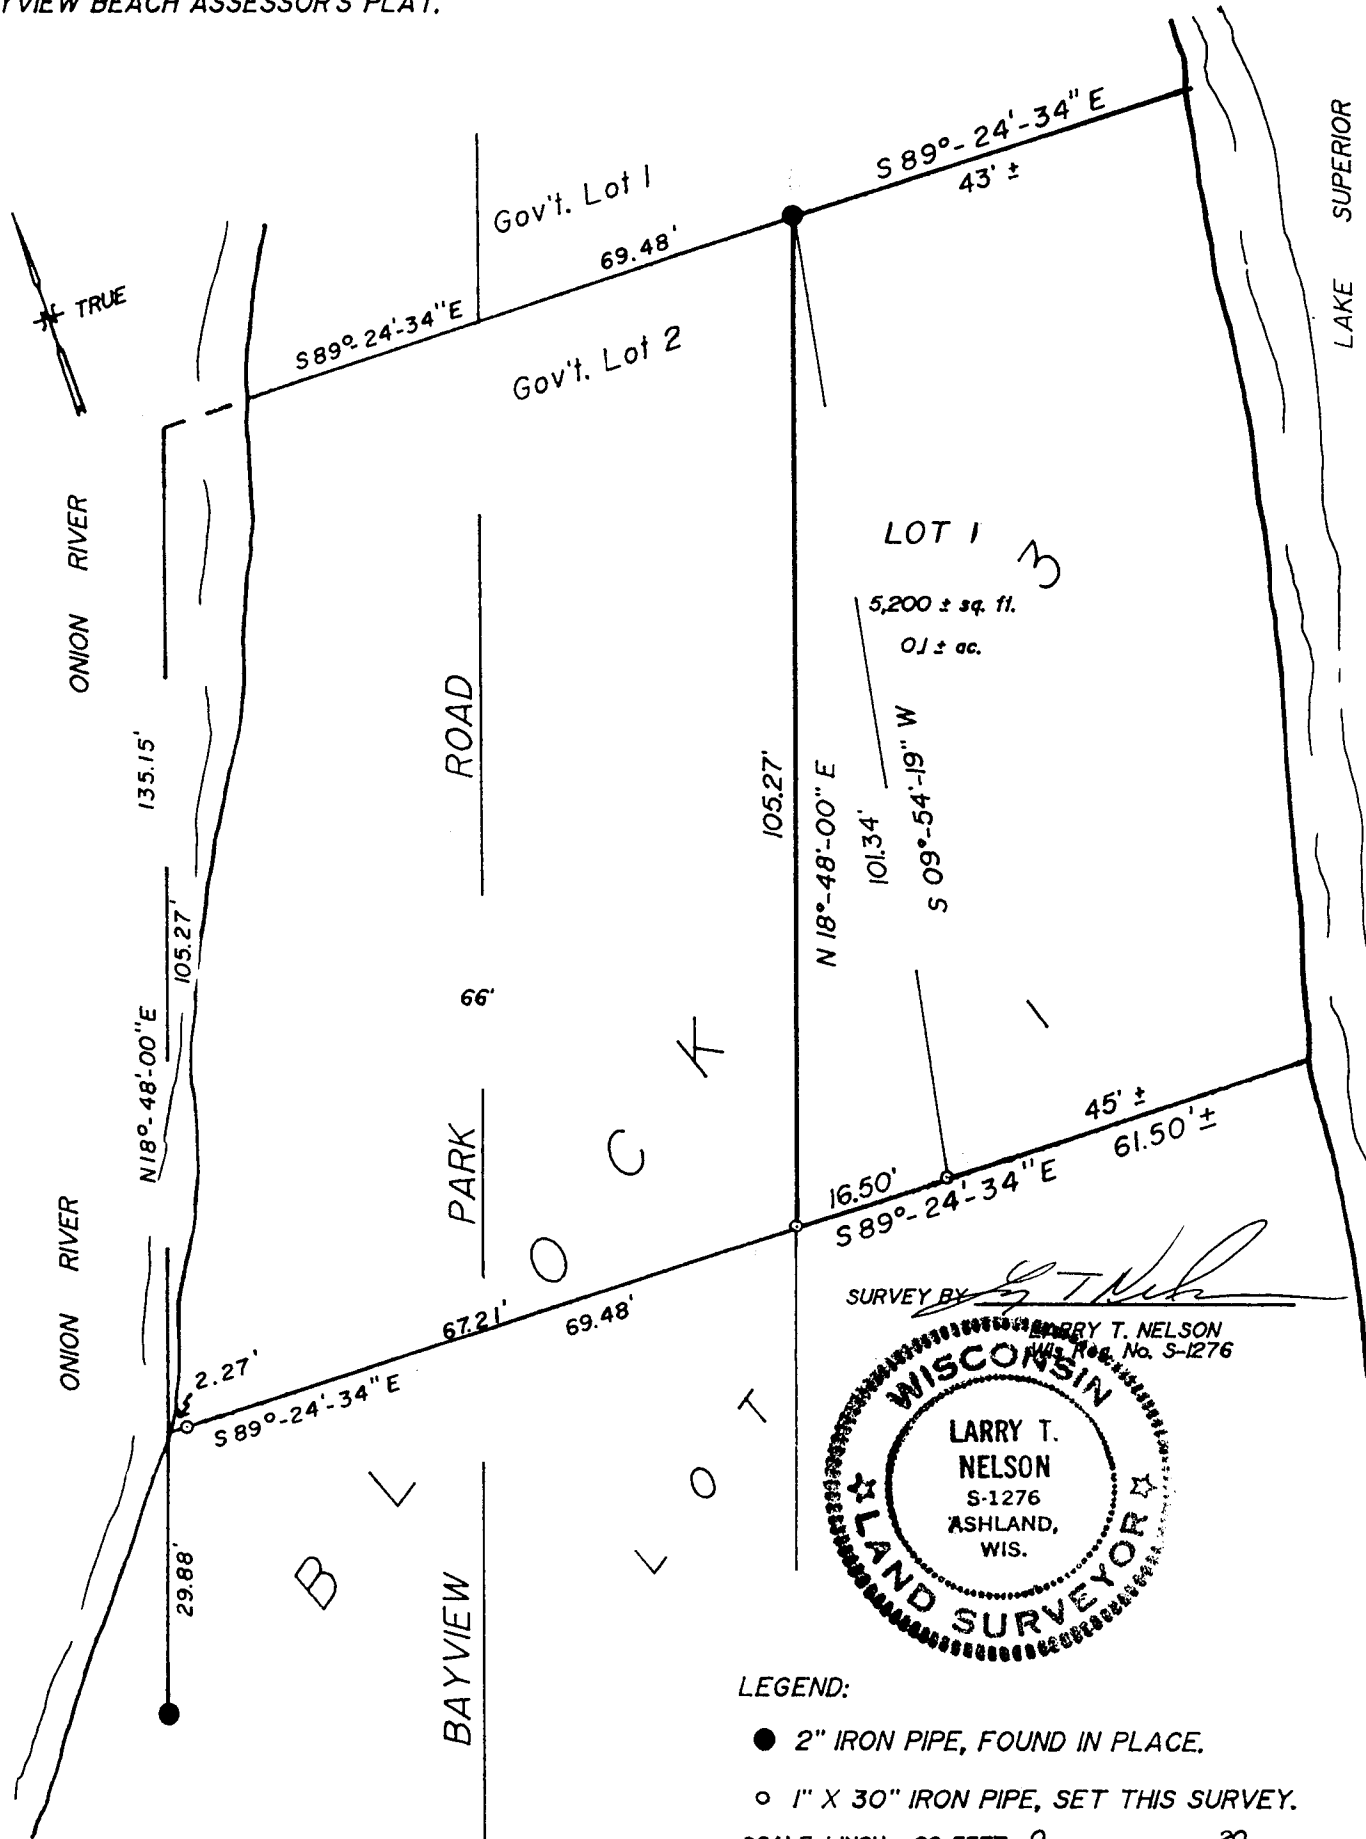 YVIEW BEACH ASSESSOR'S PLAT.
S 89°-24'-34" E
43' ±
LAKE SUPERIOR
Gov't. Lot 1
69.48'
TRUE
N
S 89°-24'-34" E
Gov't. Lot 2
ONION RIVER
LOT 1
3
5,200 ± sq. ft.
0.1 ± ac.
135.15'
105.27'
N 18°-48'-00" E
105.27'
N 18°-48'-00" E
101.34'
S 09°-54'-19" W
66'
BAYVIEW PARK ROAD
BLOCK
LOT 1
45' ±
61.50' ±
16.50'
S 89°-24'-34" E
ONION RIVER
67.21'
69.48'
2.27'
S 89°-24'-34" E
29.88'
SURVEY BY
LARRY T. NELSON
Wis. Reg. No. S-1276
WISCONSIN
LARRY T.
NELSON
S-1276
ASHLAND,
WIS.
LAND SURVEYOR
LEGEND:
2" IRON PIPE, FOUND IN PLACE.
1" X 30" IRON PIPE, SET THIS SURVEY.